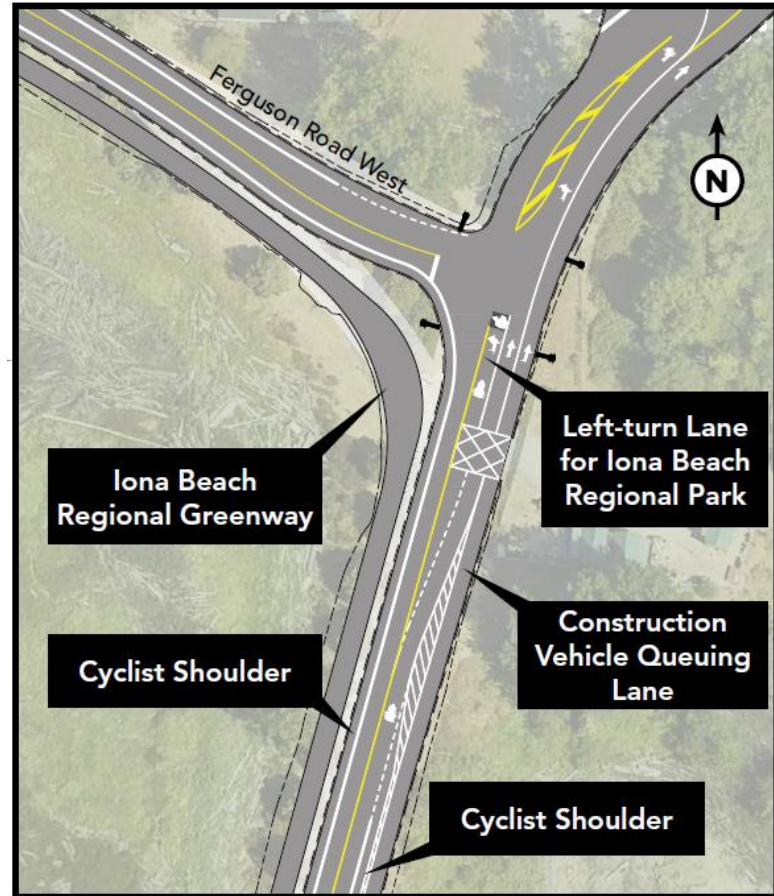 Ferguson Road West
N
Left-turn Lane
for Iona Beach
Regional Park
Iona Beach
Regional Greenway
Construction
Vehicle Queuing
Lane
Cyclist Shoulder
Cyclist Shoulder